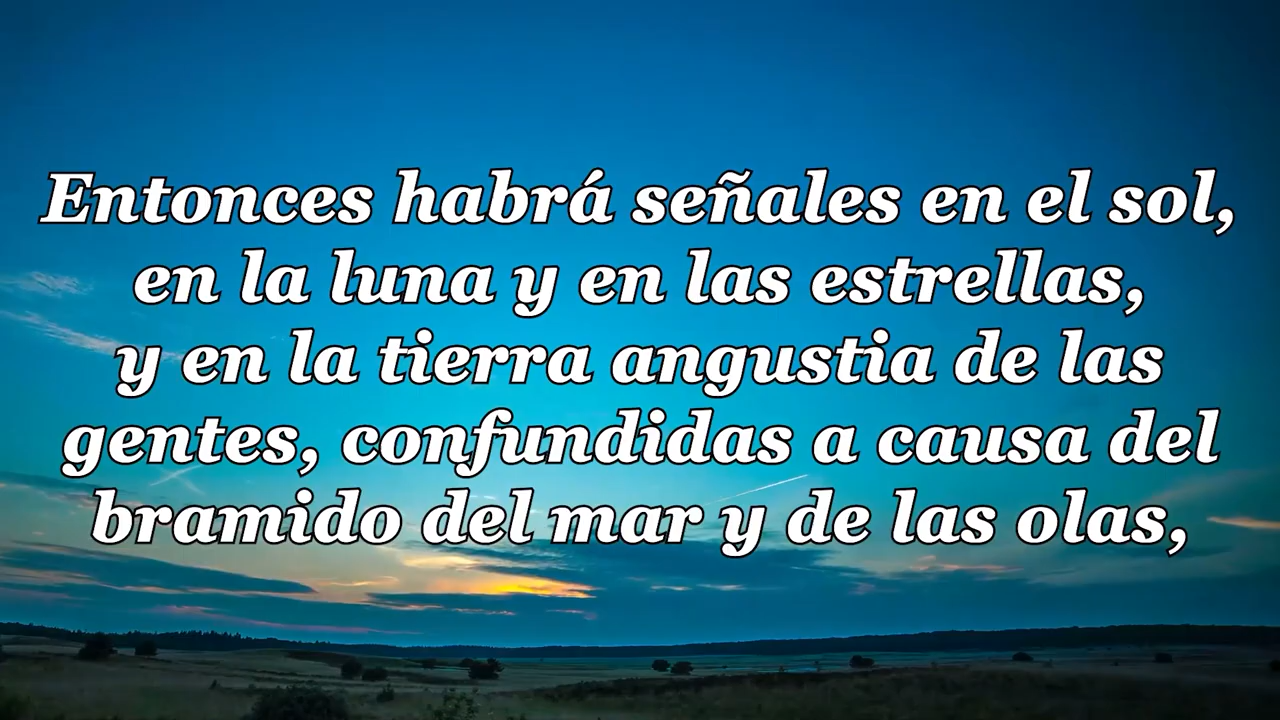 Entonces habrá señales en el sol,
en la luna y en las estrellas,
y en la tierra angustia de las
gentes, confundidas a causa del
bramido del mar y de las olas,